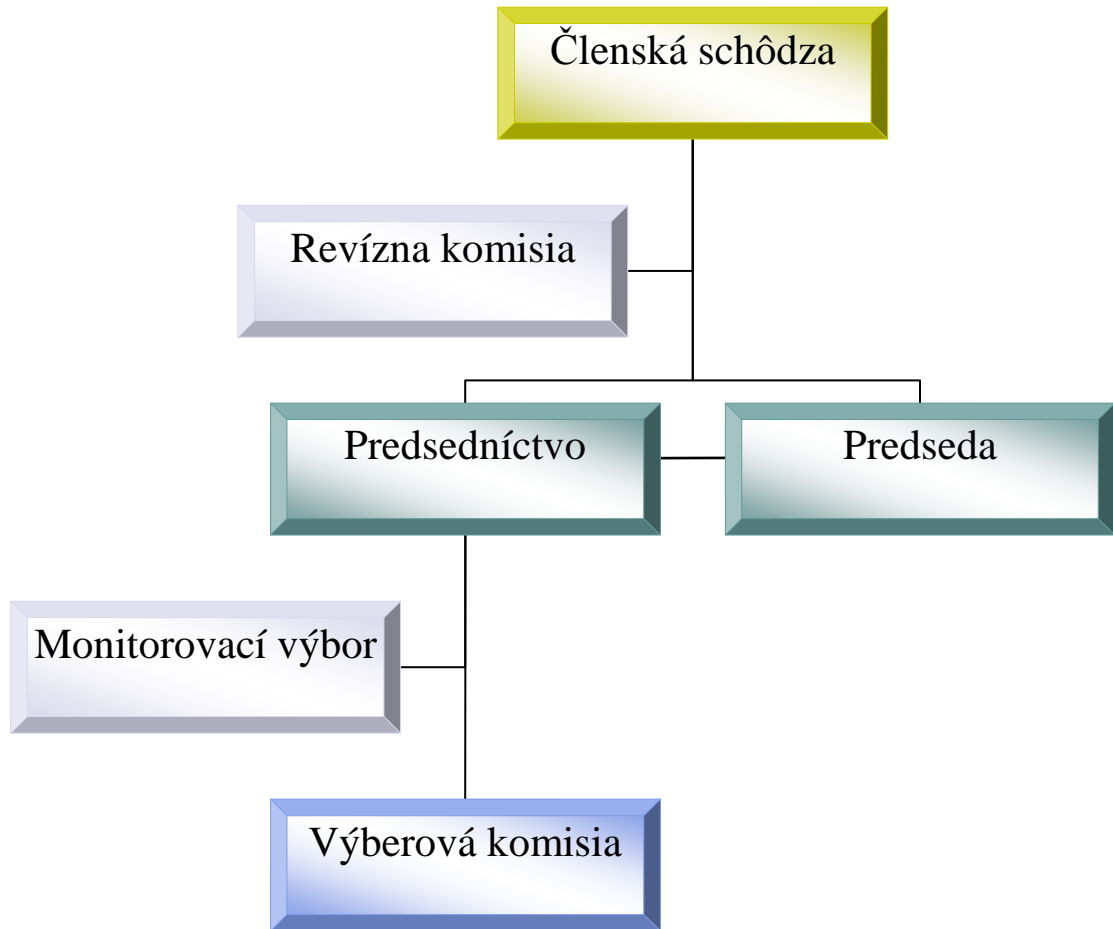 Členská schôdza
Revízna komisia
Predsedníctvo
Predseda
Monitorovací výbor
Výberová komisia